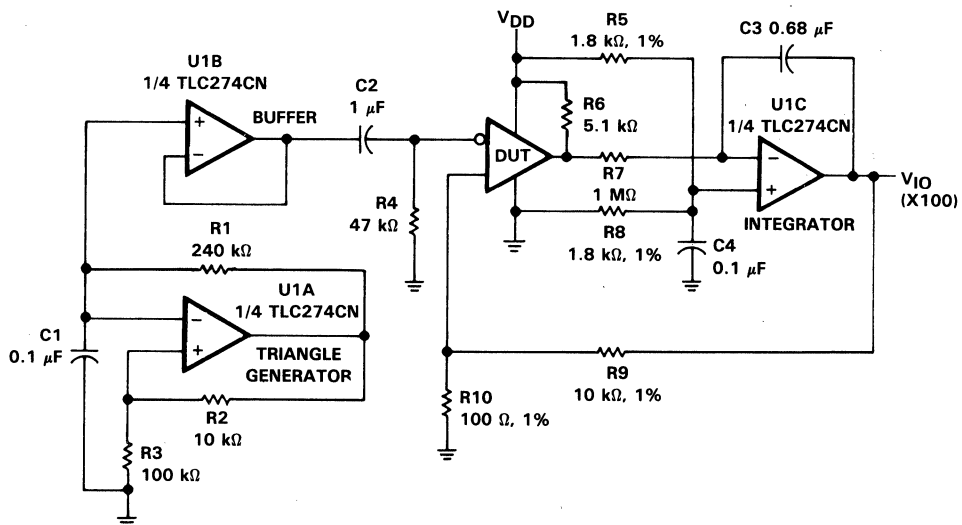 U1B
1/4 TLC274CN
BUFFER
+
−
C2
1 μF
R4
47 kΩ
R1
240 kΩ
U1A
1/4 TLC274CN
−
+
TRIANGLE
GENERATOR
C1
0.1 μF
R2
10 kΩ
R3
100 kΩ
VDD
R5
1.8 kΩ, 1%
R6
5.1 kΩ
DUT
R7
1 MΩ
R8
1.8 kΩ, 1%
C3 0.68 μF
U1C
1/4 TLC274CN
−
+
INTEGRATOR
VIO
(X100)
C4
0.1 μF
R9
10 kΩ, 1%
R10
100 Ω, 1%